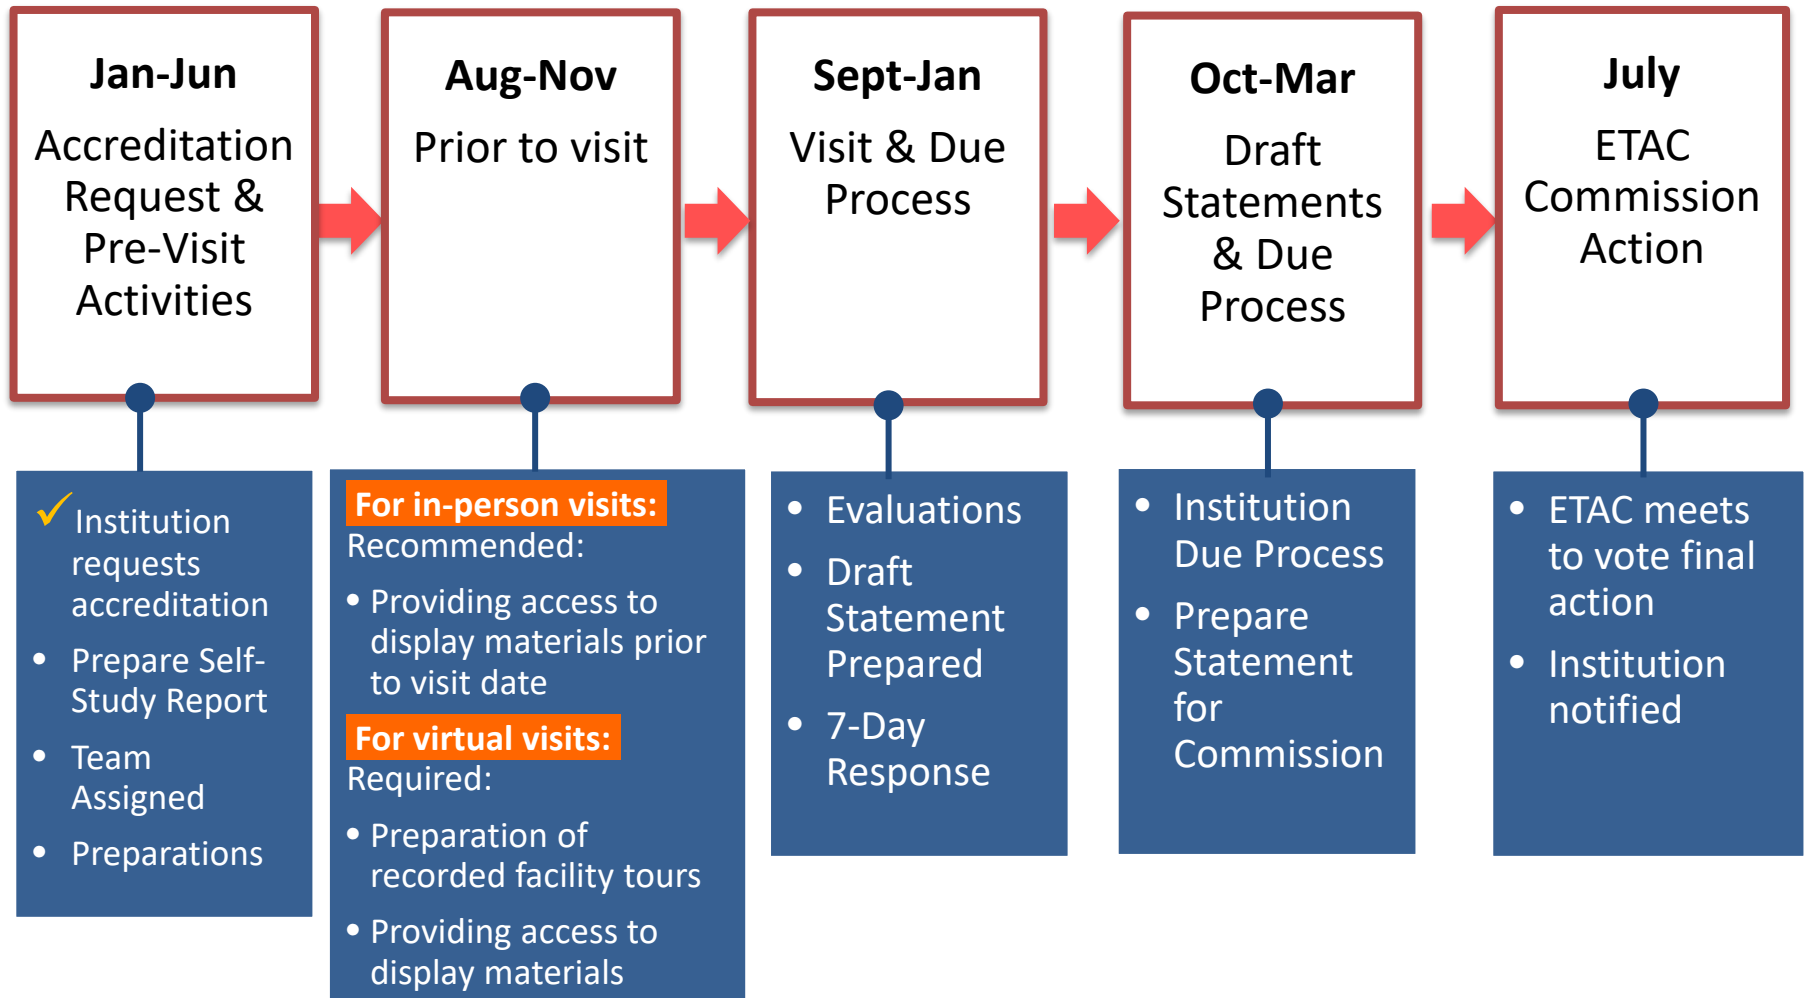 Jan-Jun
Accreditation
Request &
Pre-Visit
Activities
Aug-Nov
Prior to visit
Sept-Jan
Visit & Due
Process
Oct-Mar
Draft
Statements
& Due
Process
July
ETAC
Commission
Action
✓ Institution
requests
accreditation
• Prepare Self-
Study Report
• Team
Assigned
• Preparations
For in-person visits:
Recommended:
• Providing access to
display materials prior
to visit date
For virtual visits:
Required:
• Preparation of
recorded facility tours
• Providing access to
display materials
• Evaluations
• Draft
Statement
Prepared
• 7-Day
Response
• Institution
Due Process
• Prepare
Statement
for
Commission
• ETAC meets
to vote final
action
• Institution
notified